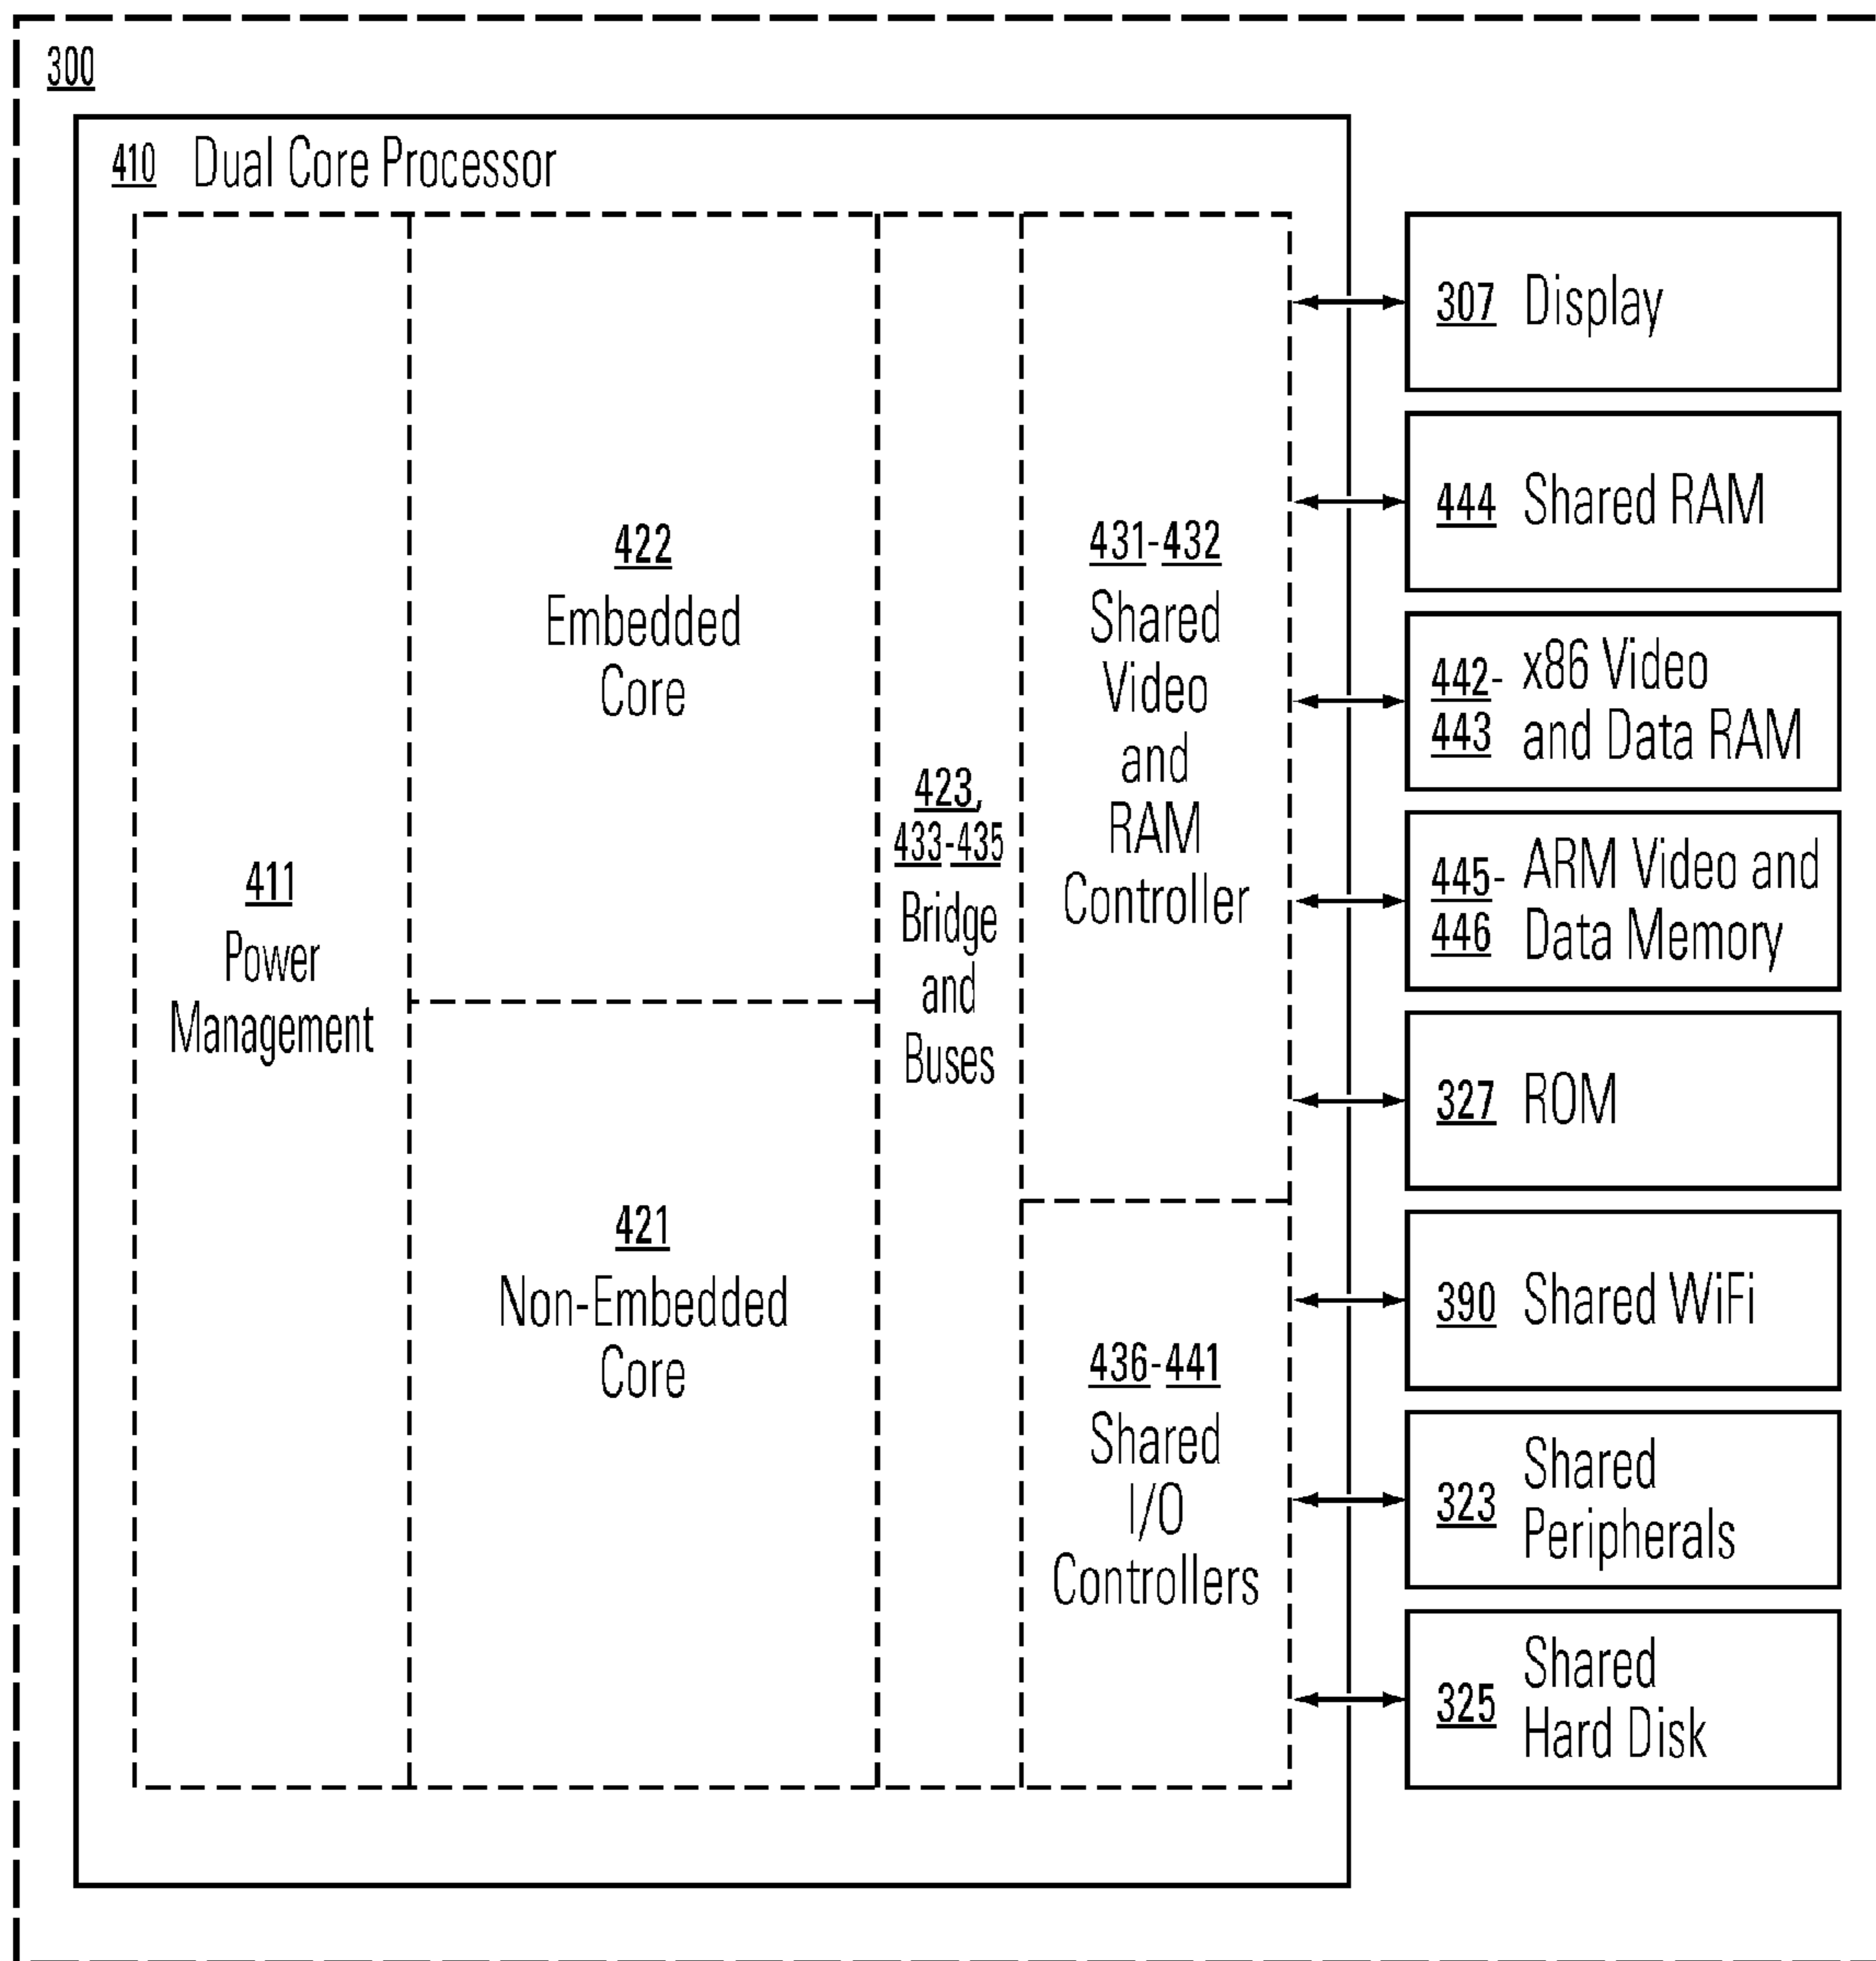 300
410 Dual Core Processor
411
Power
Management
422
Embedded
Core
421
Non-Embedded
Core
423,
433-435
Bridge
and
Buses
431-432
Shared
Video
and
RAM
Controller
436-441
Shared
I/O
Controllers
307 Display
444 Shared RAM
442- x86 Video
443 and Data RAM
445- ARM Video and
446 Data Memory
327 ROM
390 Shared WiFi
323 Shared
Peripherals
325 Shared
Hard Disk